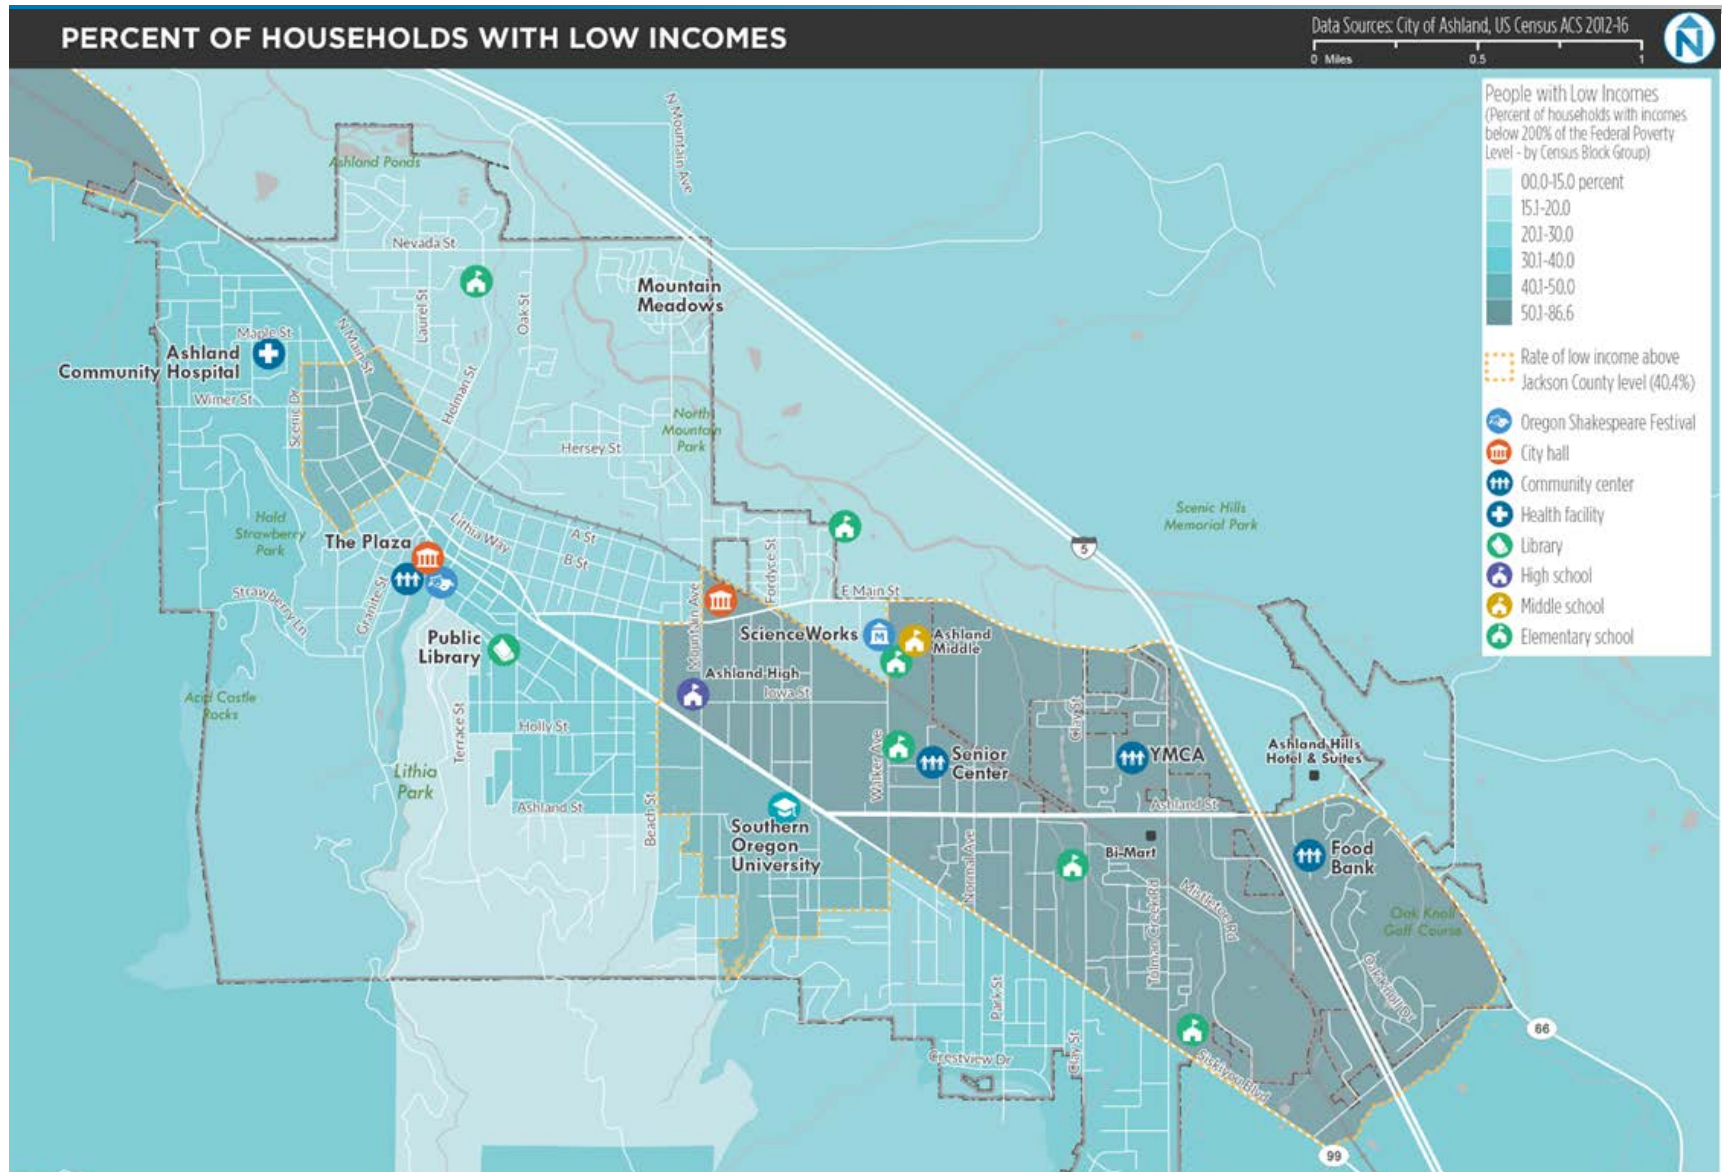 PERCENT OF HOUSEHOLDS WITH LOW INCOMES
Data Sources: City of Ashland, US Census ACS 2012-16
0 Miles 0.5 1
N
People with Low Incomes
(Percent of households with incomes
below 200% of the Federal Poverty
Level - by Census Block Group)
00.0-15.0 percent
15.1-20.0
20.1-30.0
30.1-40.0
40.1-50.0
50.1-86.6
Rate of low income above
Jackson County level (40.4%)
Oregon Shakespeare Festival
City hall
Community center
Health facility
Library
High school
Middle school
Elementary school
N Mountain Ave
Ashland Ponds
Nevada St
Mountain
Meadows
Laurel St
Oak St
N Main St
Maple St
Ashland
Community Hospital
Wimer St
Scenic Dr
Helman St
North
Mountain
Park
Hersey St
Scenic Hills
Memorial Park
5
Hald
Strawberry
Park
The Plaza
Lithia Way
A St
B St
Fordyce St
E Main St
Strawberry Ln
Granite St
Mountain Ave
Public
Library
ScienceWorks
M
Ashland
Middle
Ashland High
Iowa St
Acid Castle
Rocks
Terrace St
Holly St
Clay St
Walker Ave
Senior
Center
YMCA
Ashland Hills
Hotel & Suites
Lithia
Park
Ashland St
Ashland St
Beach St
Southern
Oregon
University
Normal Ave
Bi-Mart
Food
Bank
Tolman Creek Rd
Mistletoe Rd
Oak Knoll
Golf Course
Oak Knoll Dr
Park St
66
Crestview Dr
Clay St
Siskiyou Blvd
99